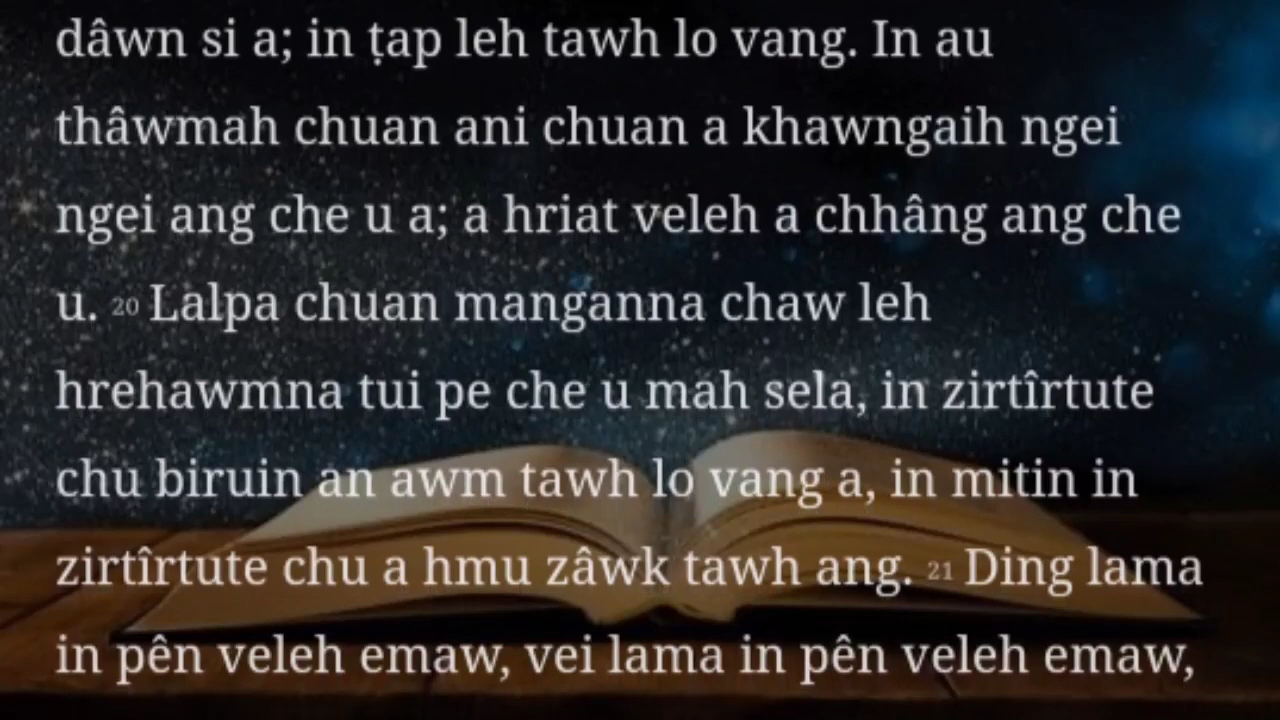 dâwn si a; in ṭap leh tawh lo vang. In au
thâwmah chuan ani chuan a khawngaih ngei
ngei ang che u a; a hriat veleh a chhâng ang che
u. 20 Lalpa chuan manganna chaw leh
hrehawmna tui pe che u mah sela, in zirtîrtute
chu biruin an awm tawh lo vang a, in mitin in
zirtîrtute chu a hmu zâwk tawh ang. 21 Ding lama
in pên veleh emaw, vei lama in pên veleh emaw,